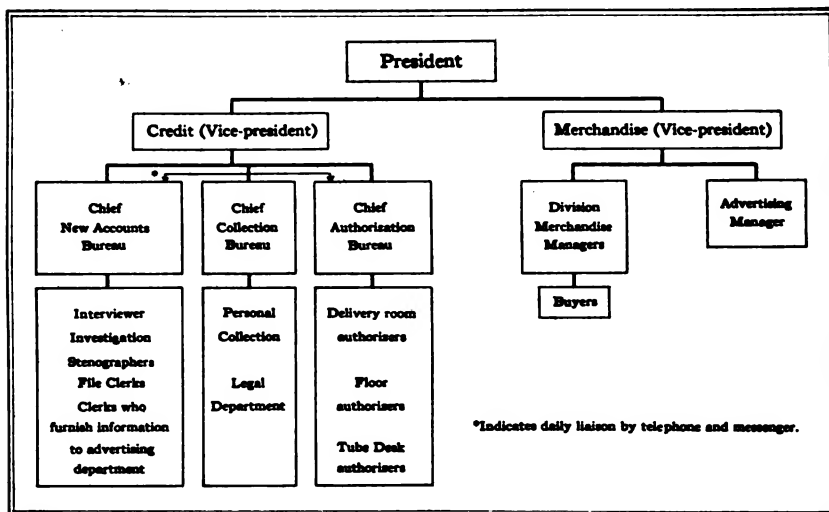 President
Credit (Vice-president)
Merchandise (Vice-president)
*
Chief
New Accounts
Bureau
Chief
Collection
Bureau
Chief
Authorization
Bureau
Division
Merchandise
Managers
Advertising
Manager
Buyers
Interviewer
Investigation
Stenographers
File Clerks
Clerks who
furnish information
to advertising
department
Personal
Collection
Legal
Department
Delivery room
authorizers
Floor
authorizers
Tube Desk
authorizers
*Indicates daily liaison by telephone and messenger.